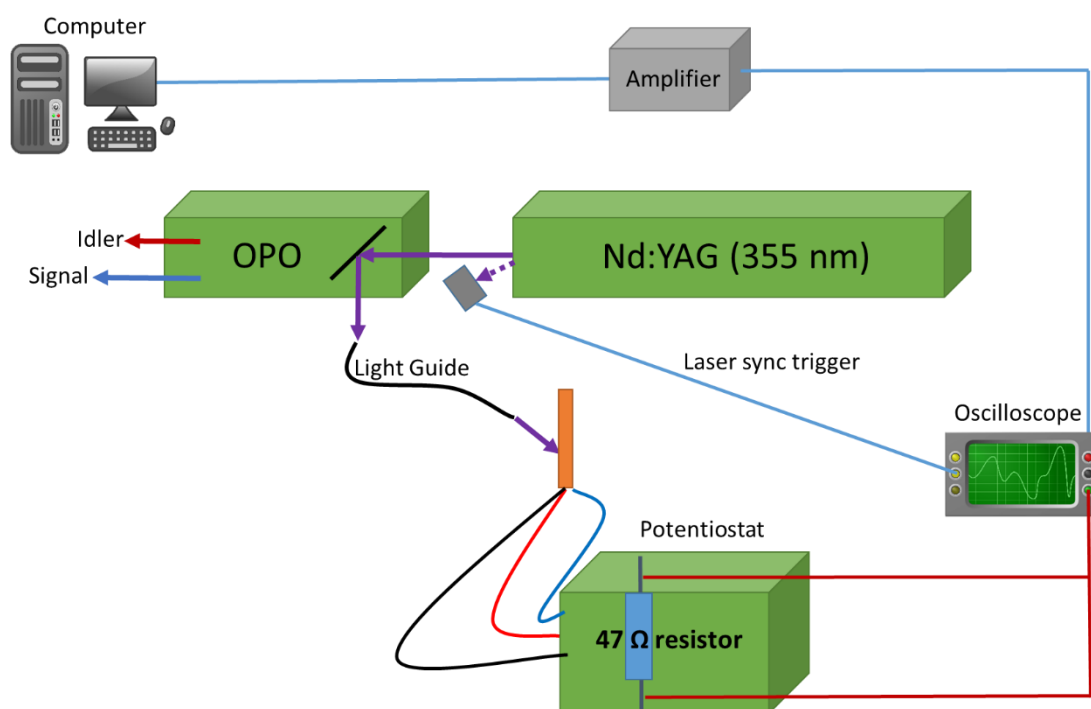 Computer
Amplifier
Idler
Signal
OPO
Nd:YAG (355 nm)
Light Guide
Laser sync trigger
Oscilloscope
Potentiostat
47 Ω resistor